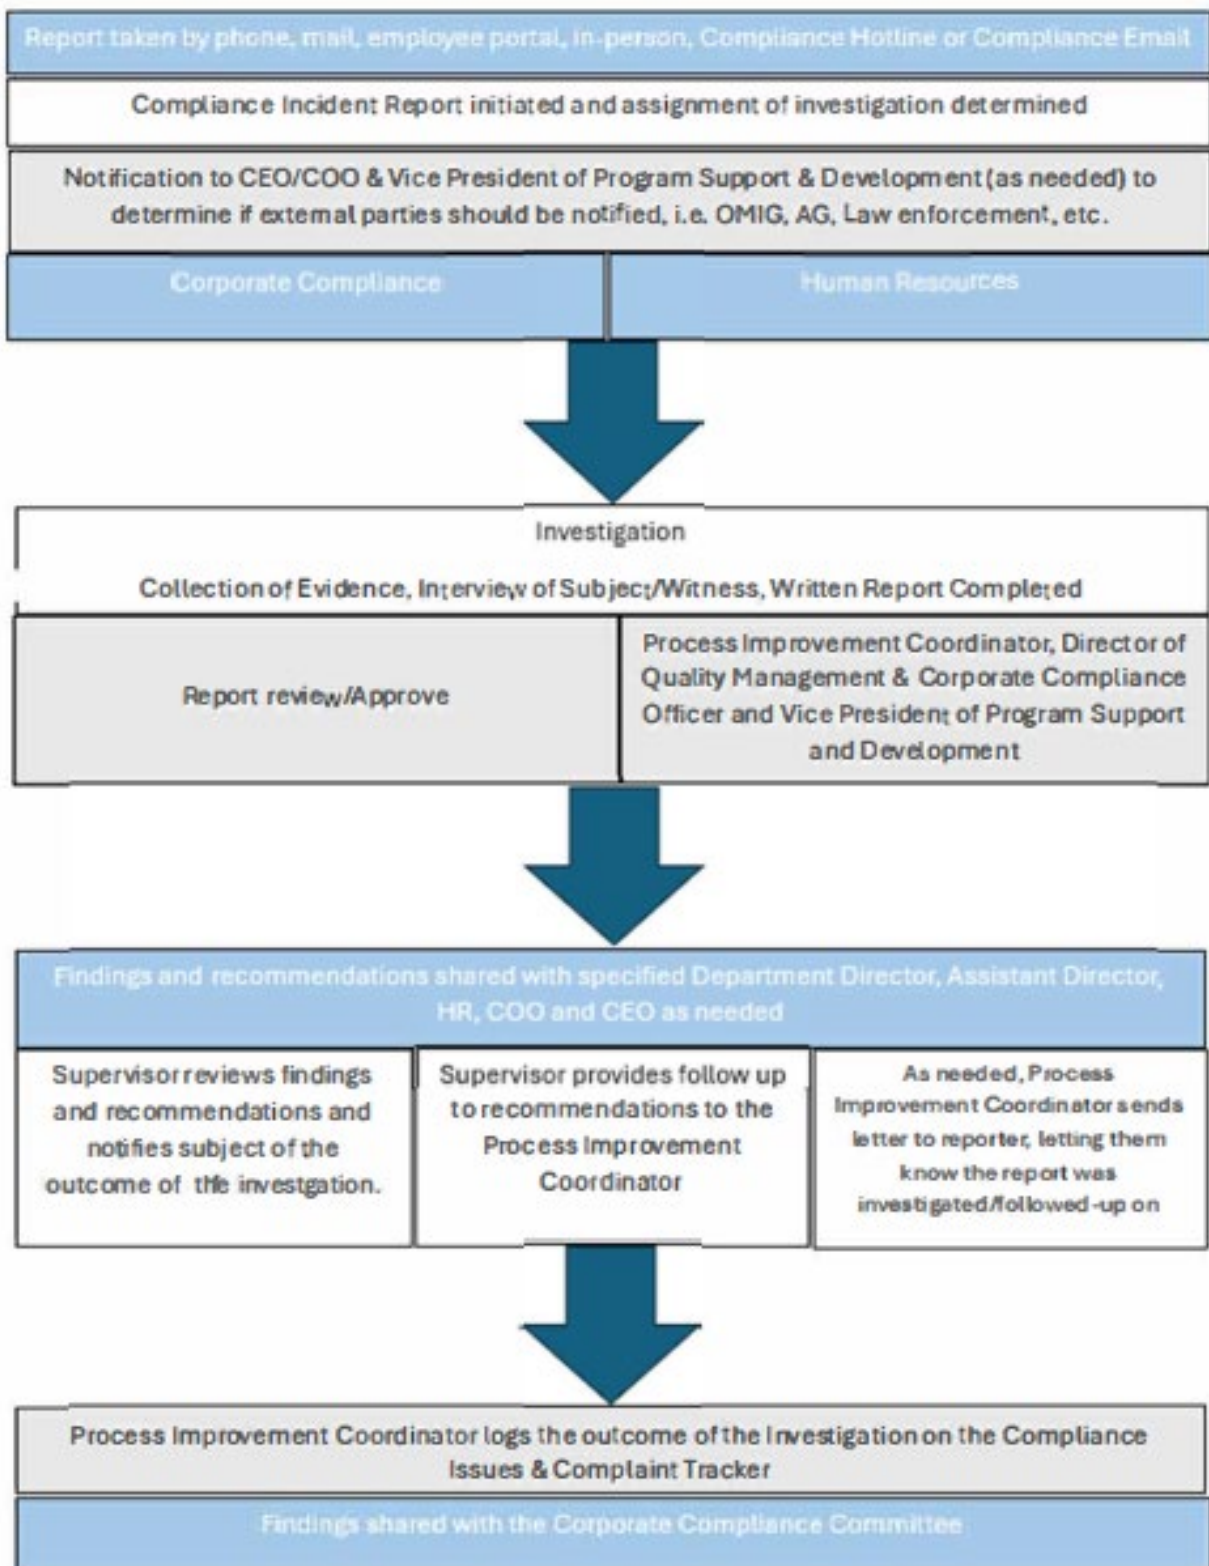 Report taken by phone, mail, employee portal, in-person, Compliance Hotline or Compliance Email
Compliance Incident Report initiated and assignment of investigation determined
Notification to CEO/COO & Vice President of Program Support & Development (as needed) to
determine if external parties should be notified, i.e. OMIG, AG, Law enforcement, etc.
Corporate Compliance
Human Resources
Investigation
Collection of Evidence, Interview of Subject/Witness, Written Report Completed
Report review/Approve
Process Improvement Coordinator, Director of
Quality Management & Corporate Compliance
Officer and Vice President of Program Support
and Development
Findings and recommendations shared with specified Department Director, Assistant Director,
HR, COO and CEO as needed
Supervisor reviews findings
and recommendations and
notifies subject of the
outcome of the investgation.
Supervisor provides follow up
to recommendations to the
Process Improvement
Coordinator
As needed, Process
Improvement Coordinator sends
letter to reporter, letting them
know the report was
investigated/followed-up on
Process Improvement Coordinator logs the outcome of the Investigation on the Compliance
Issues & Complaint Tracker
Findings shared with the Corporate Compliance Committee